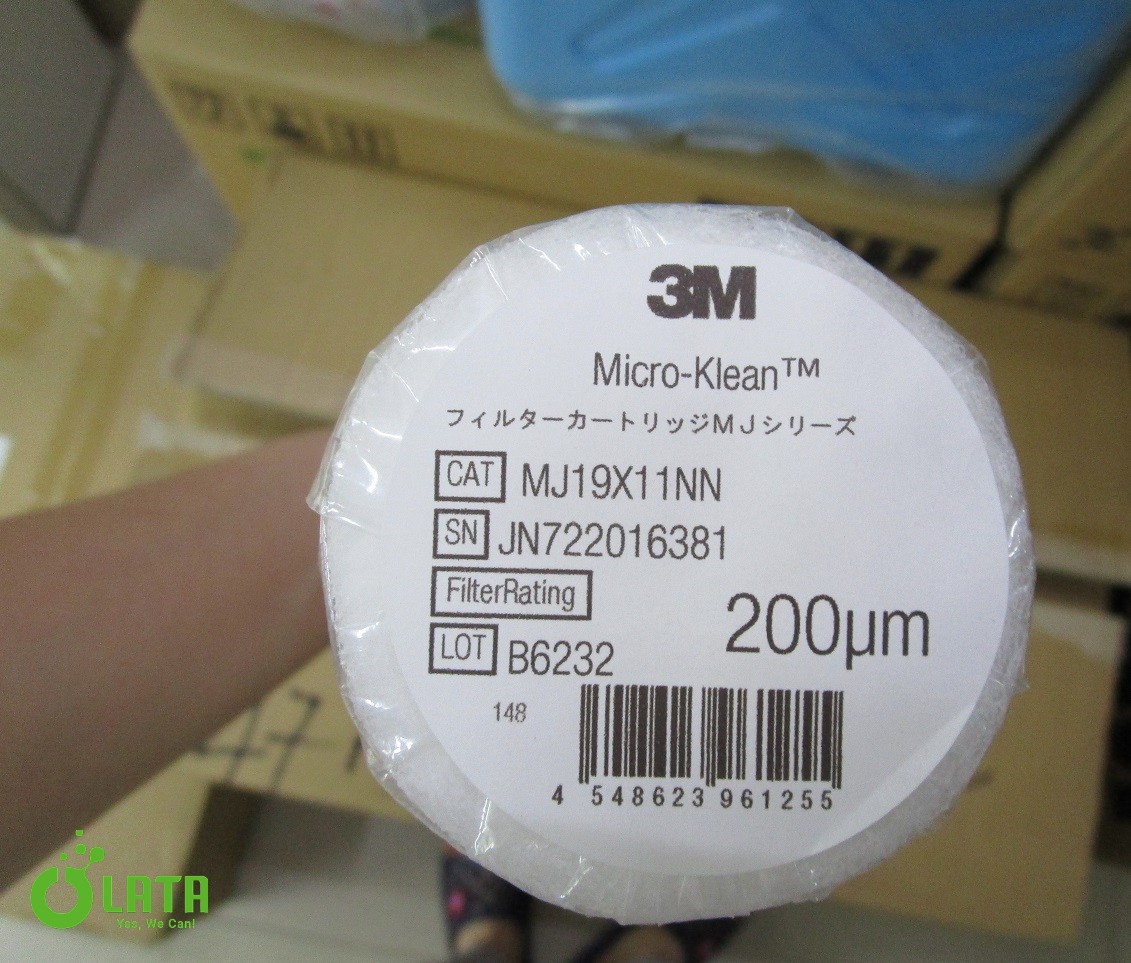 3M
Micro-Klean™
フィルターカートリッジMJシリーズ
CAT MJ19X11NN
SN JN722016381
FilterRating
200µm
LOT B6232
148
4 548623 961255
LATA
Yes, We Can!